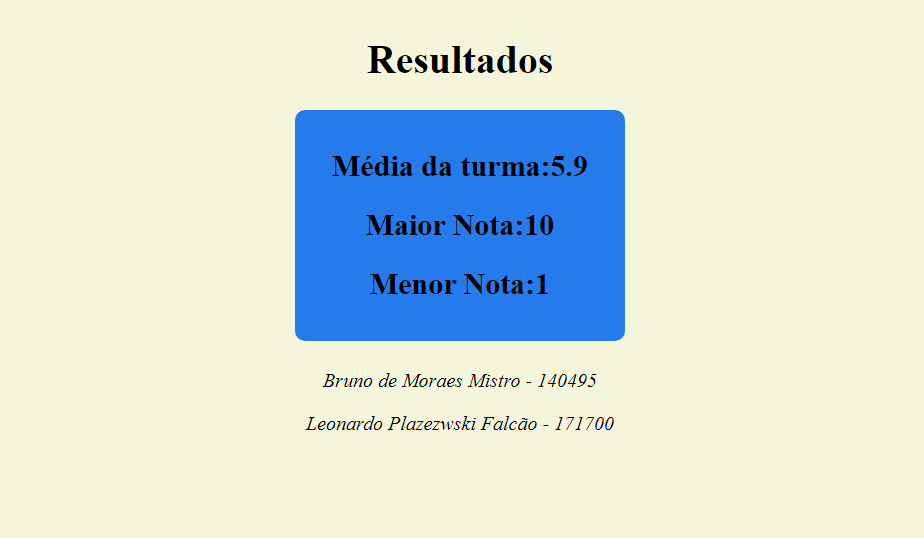 Resultados
Média da turma:5.9
Maior Nota:10
Menor Nota:1
Bruno de Moraes Mistro - 140495
Leonardo Plazezwski Falcão - 171700